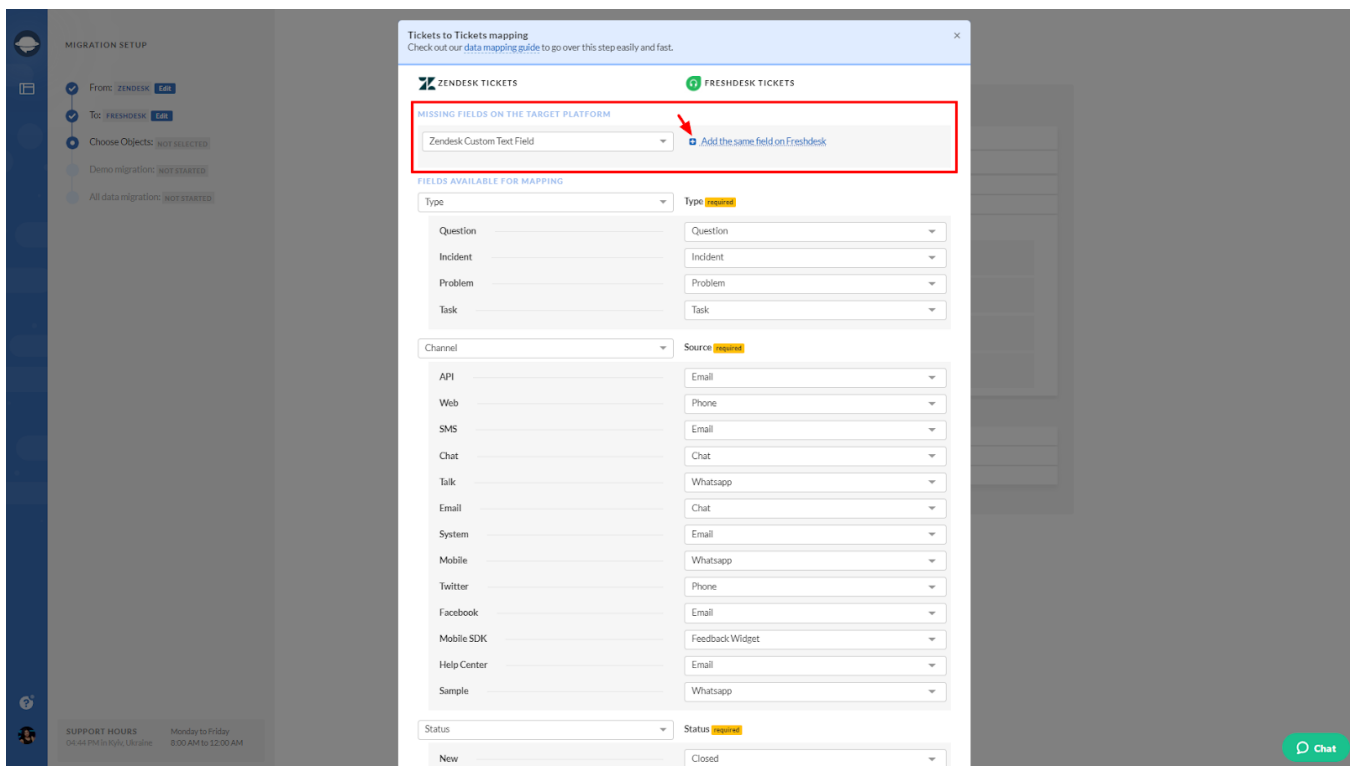 MIGRATION SETUP
From: ZENDESK Edit
To: FRESHDESK Edit
Choose Objects: NOT SELECTED
Demo migration: NOT STARTED
All data migration: NOT STARTED
SUPPORT HOURS Monday to Friday
04:44 PM in Kyiv, Ukraine 8:00 AM to 12:00 AM
Tickets to Tickets mapping ×
Check out our data mapping guide to go over this step easily and fast.
ZENDESK TICKETS FRESHDESK TICKETS
MISSING FIELDS ON THE TARGET PLATFORM
Zendesk Custom Text Field Add the same field on Freshdesk
FIELDS AVAILABLE FOR MAPPING
Type Type required
Question Question
Incident Incident
Problem Problem
Task Task
Channel Source required
API Email
Web Phone
SMS Email
Chat Chat
Talk Whatsapp
Email Chat
System Email
Mobile Whatsapp
Twitter Phone
Facebook Email
Mobile SDK Feedback Widget
Help Center Email
Sample Whatsapp
Status Status required
New Closed
Chat